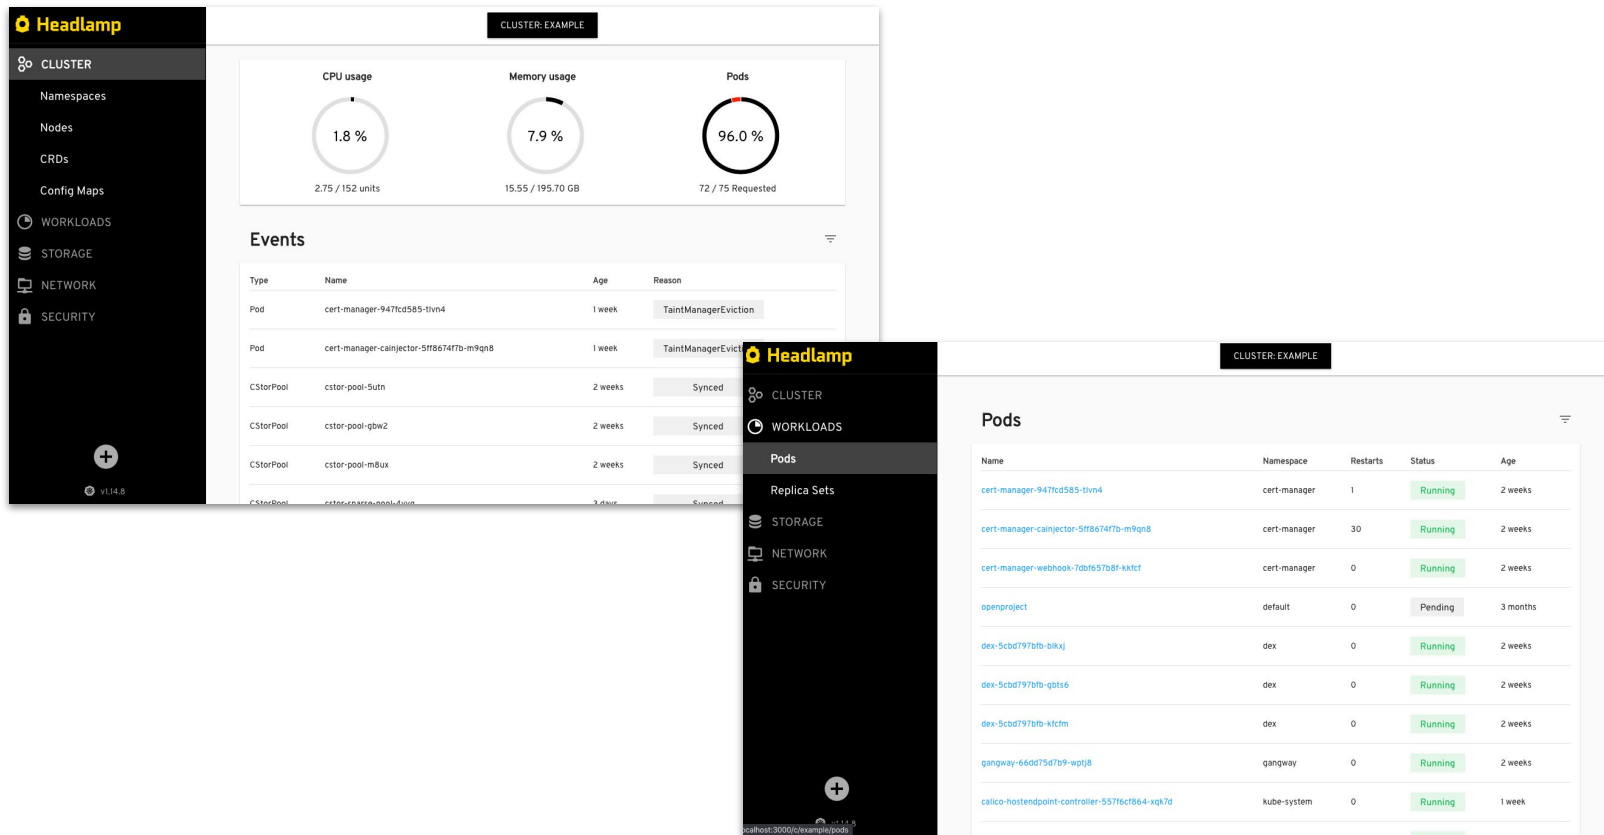 Headlamp
CLUSTER: EXAMPLE
CLUSTER
Namespaces
Nodes
CRDs
Config Maps
WORKLOADS
STORAGE
NETWORK
SECURITY
v1.14.8
CPU usage Memory usage Pods
1.8 % 7.9 % 96.0 %
2.75 / 152 units 15.55 / 195.70 GB 72 / 75 Requested
Events
Type Name Age Reason
Pod cert-manager-947fcd585-tlvn4 1 week TaintManagerEviction
Pod cert-manager-cainjector-5ff8674f7b-m9qn8 1 week
CStorPool cstor-pool-5utn 2 weeks Synced
CStorPool cstor-pool-gbw2 2 weeks Synced
CStorPool cstor-pool-m8ux 2 weeks Synced
Headlamp
CLUSTER: EXAMPLE
CLUSTER
WORKLOADS
Pods
Replica Sets
STORAGE
NETWORK
SECURITY
Pods
Name Namespace Restarts Status Age
cert-manager-947fcd585-tlvn4 cert-manager 1 Running 2 weeks
cert-manager-cainjector-5ff8674f7b-m9qn8 cert-manager 30 Running 2 weeks
cert-manager-webhook-7dbf657b8f-kkfcf cert-manager 0 Running 2 weeks
openproject default 0 Pending 3 months
dex-5cbd797bfb-blkxj dex 0 Running 2 weeks
dex-5cbd797bfb-gbts6 dex 0 Running 2 weeks
dex-5cbd797bfb-kfcfm dex 0 Running 2 weeks
gangway-66dd75d7b9-wptj8 gangway 0 Running 2 weeks
calico-hostendpoint-controller-557f6cf864-xqk7d kube-system 0 Running 1 week
ocalhost:3000/c/example/pods